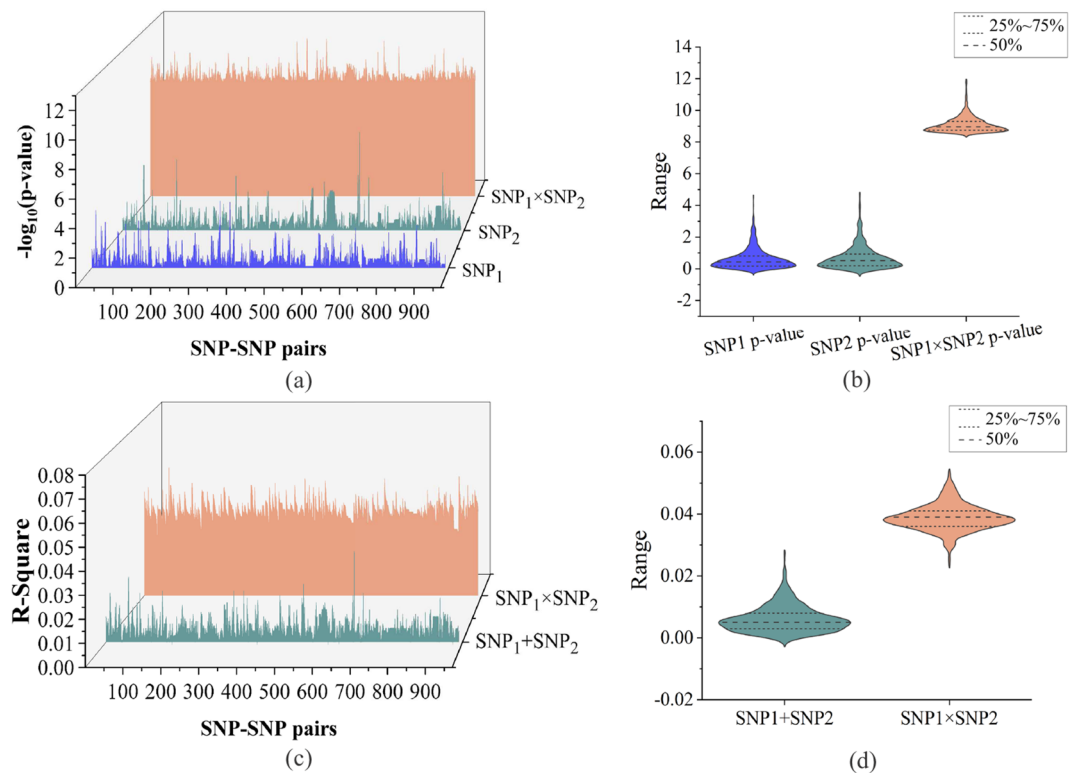 -log10(p-value)
12
10
8
6
4
2
0
100 200 300 400 500 600 700 800 900
SNP-SNP pairs
SNP1×SNP2
SNP2
SNP1
(a)
25%~75%
50%
Range
14
12
10
8
6
4
2
0
-2
SNP1 p-value
SNP2 p-value
SNP1×SNP2 p-value
(b)
R-Square
0.08
0.07
0.06
0.05
0.04
0.03
0.02
0.01
0.00
100 200 300 400 500 600 700 800 900
SNP-SNP pairs
SNP1×SNP2
SNP1+SNP2
(c)
25%~75%
50%
Range
0.06
0.04
0.02
0.00
-0.02
SNP1+SNP2
SNP1×SNP2
(d)